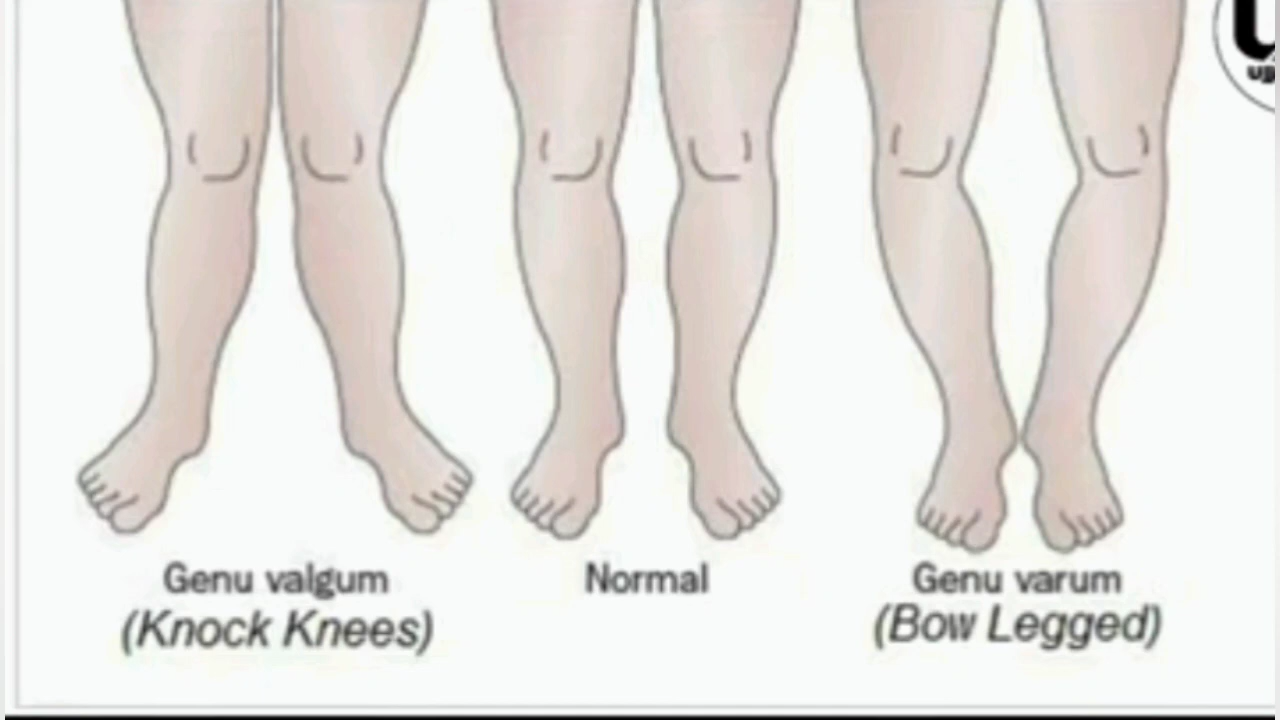 Genu valgum
(Knock Knees)
Normal
Genu varum
(Bow Legged)